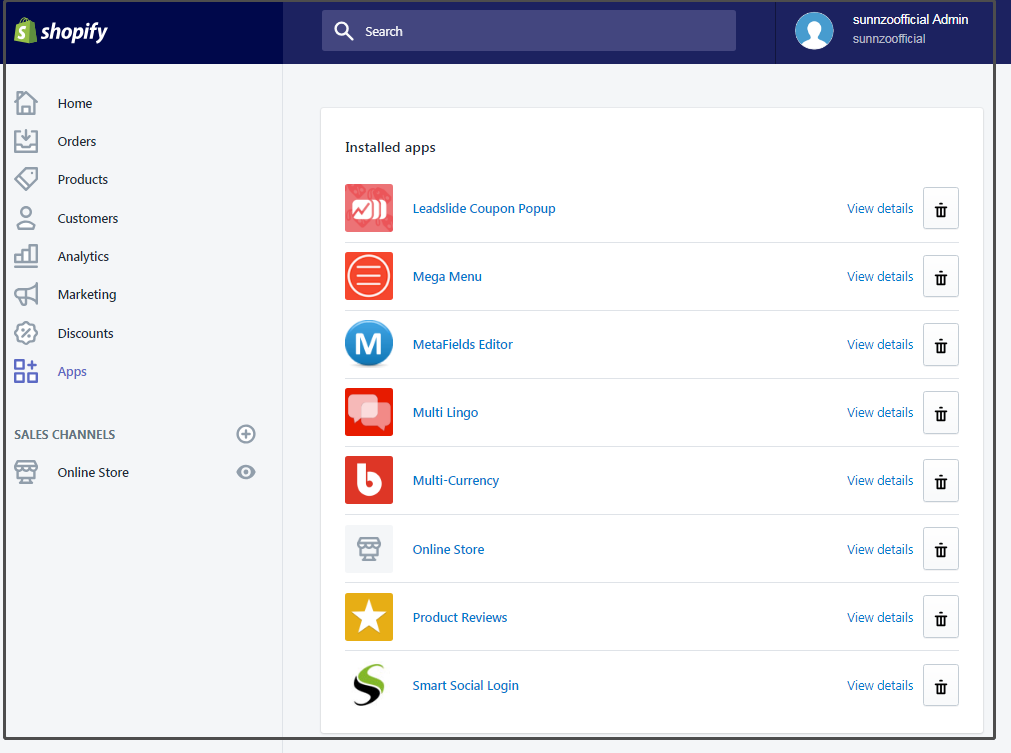 shopify
Search
sunnzoofficial Admin
sunnzoofficial
Home
Orders
Products
Customers
Analytics
Marketing
Discounts
Apps
SALES CHANNELS
Online Store
Installed apps
Leadslide Coupon Popup View details
Mega Menu View details
M MetaFields Editor View details
Multi Lingo View details
b Multi-Currency View details
Online Store View details
Product Reviews View details
S Smart Social Login View details